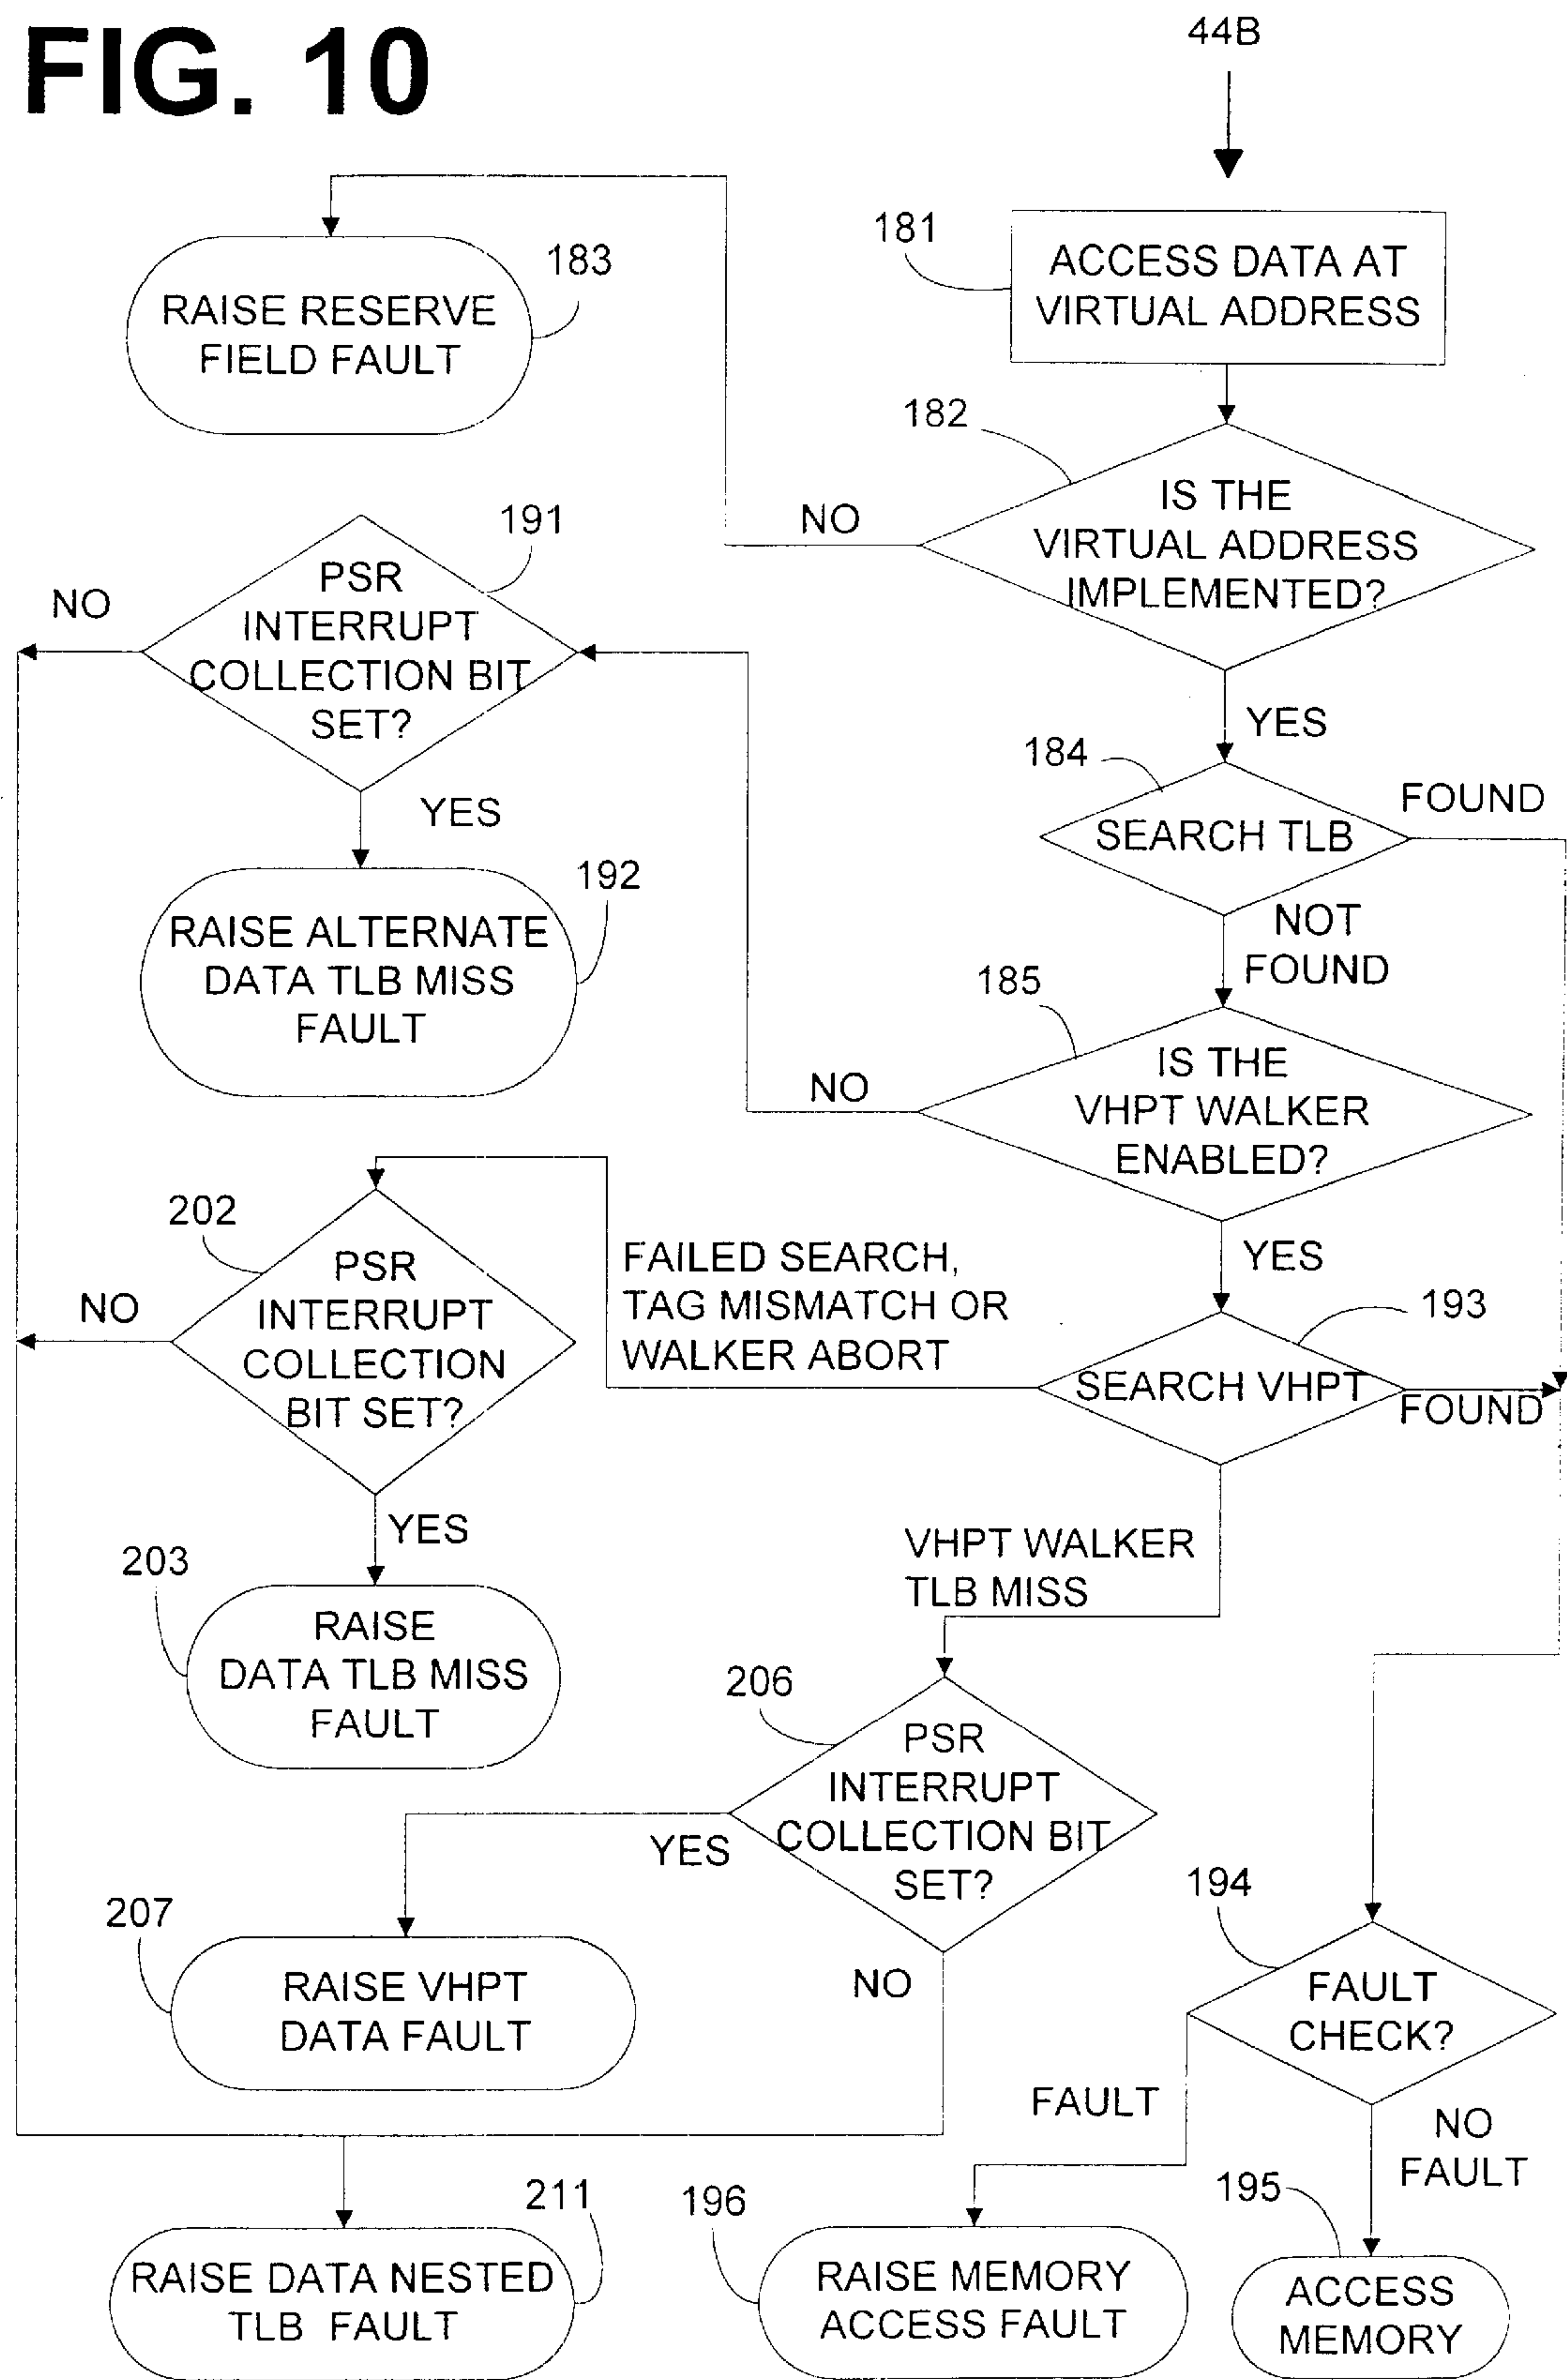 FIG. 10
44B
181
ACCESS DATA AT
VIRTUAL ADDRESS
183
RAISE RESERVE
FIELD FAULT
182
IS THE
VIRTUAL ADDRESS
IMPLEMENTED?
NO
YES
191
PSR
INTERRUPT
COLLECTION BIT
SET?
NO
YES
184
SEARCH TLB
FOUND
NOT
FOUND
192
RAISE ALTERNATE
DATA TLB MISS
FAULT
185
IS THE
VHPT WALKER
ENABLED?
NO
YES
202
PSR
INTERRUPT
COLLECTION
BIT SET?
NO
YES
FAILED SEARCH,
TAG MISMATCH OR
WALKER ABORT
193
SEARCH VHPT
FOUND
VHPT WALKER
TLB MISS
203
RAISE
DATA TLB MISS
FAULT
206
PSR
INTERRUPT
COLLECTION BIT
SET?
YES
NO
207
RAISE VHPT
DATA FAULT
194
FAULT
CHECK?
FAULT
NO
FAULT
211
RAISE DATA NESTED
TLB FAULT
196
RAISE MEMORY
ACCESS FAULT
195
ACCESS
MEMORY